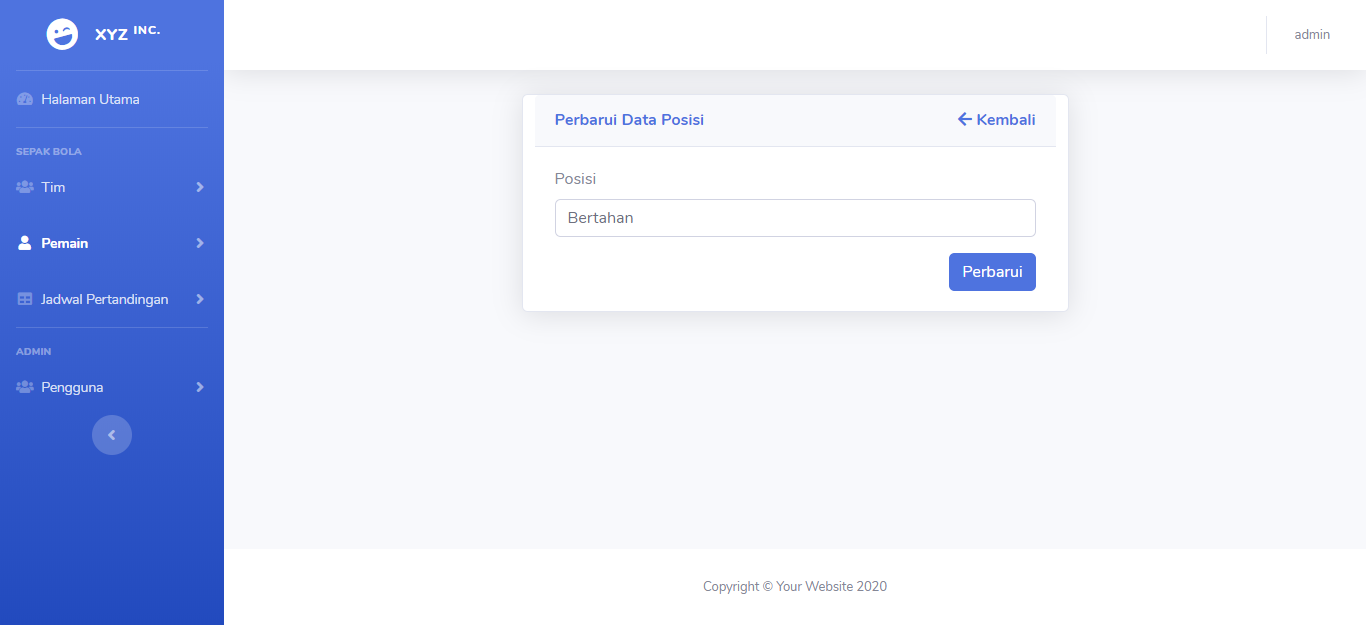 XYZ INC.
admin
Halaman Utama
SEPAK BOLA
Tim
Pemain
Jadwal Pertandingan
ADMIN
Pengguna
Perbarui Data Posisi
Kembali
Posisi
Bertahan
Perbarui
Copyright © Your Website 2020